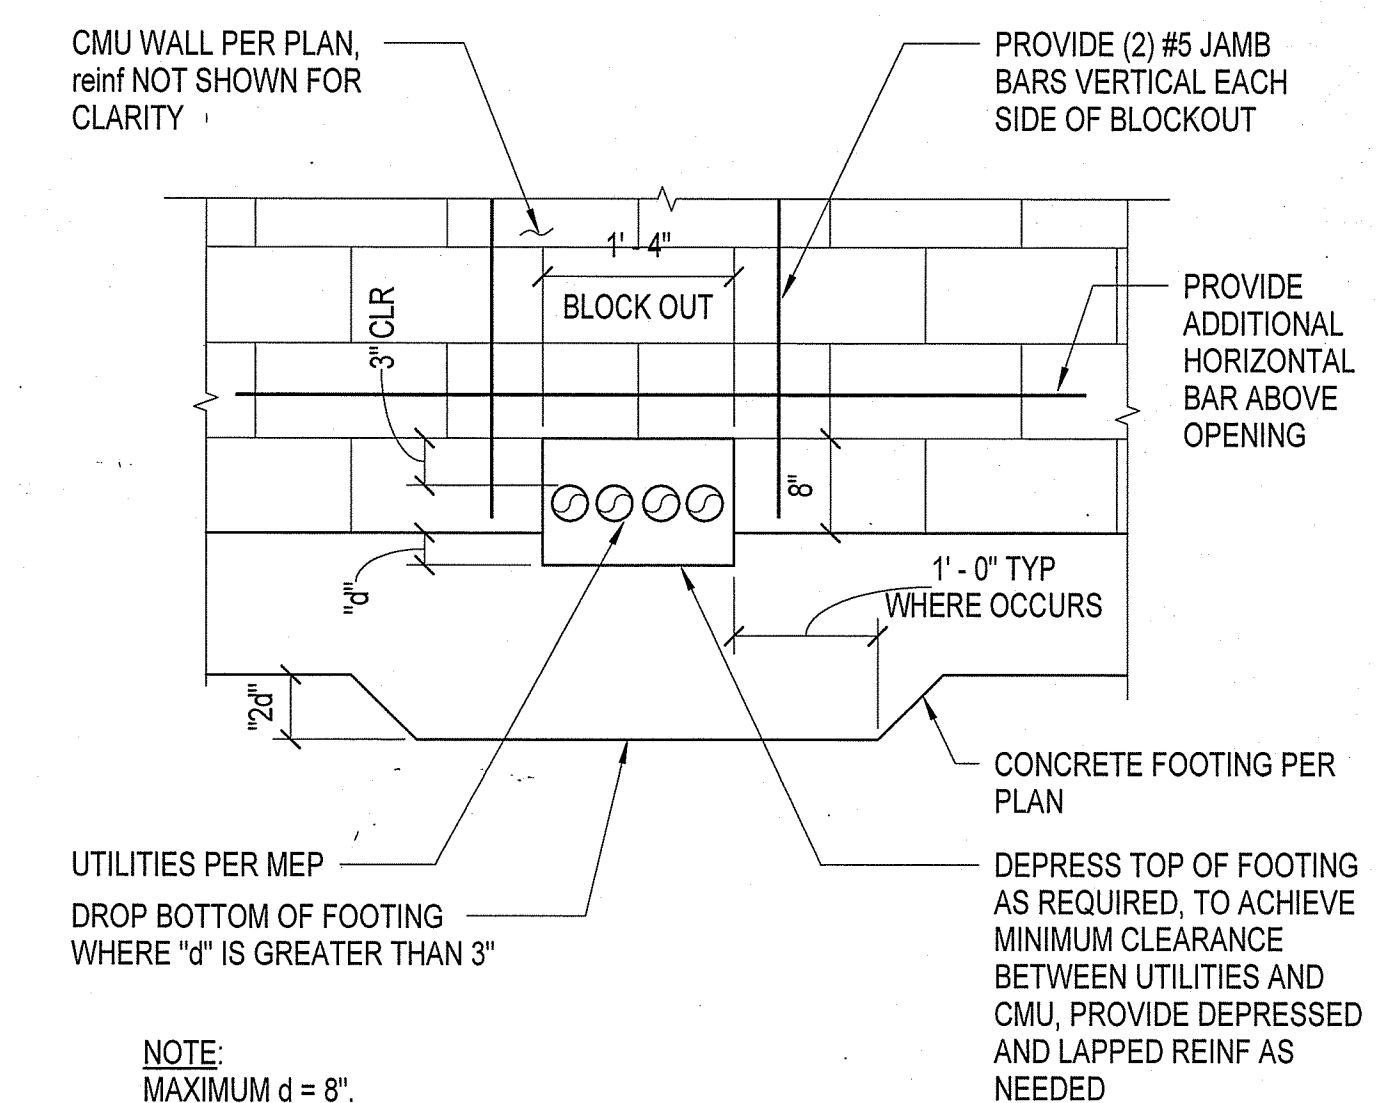 CMU WALL PER PLAN,
reinf NOT SHOWN FOR
CLARITY
PROVIDE (2) #5 JAMB
BARS VERTICAL EACH
SIDE OF BLOCKOUT
1' - 4"
BLOCK OUT
3" CLR
PROVIDE
ADDITIONAL
HORIZONTAL
BAR ABOVE
OPENING
8"
"d"
1' - 0" TYP
WHERE OCCURS
"2d"
CONCRETE FOOTING PER
PLAN
UTILITIES PER MEP
DROP BOTTOM OF FOOTING
WHERE "d" IS GREATER THAN 3"
DEPRESS TOP OF FOOTING
AS REQUIRED, TO ACHIEVE
MINIMUM CLEARANCE
BETWEEN UTILITIES AND
CMU, PROVIDE DEPRESSED
AND LAPPED REINF AS
NEEDED
NOTE:
MAXIMUM d = 8".